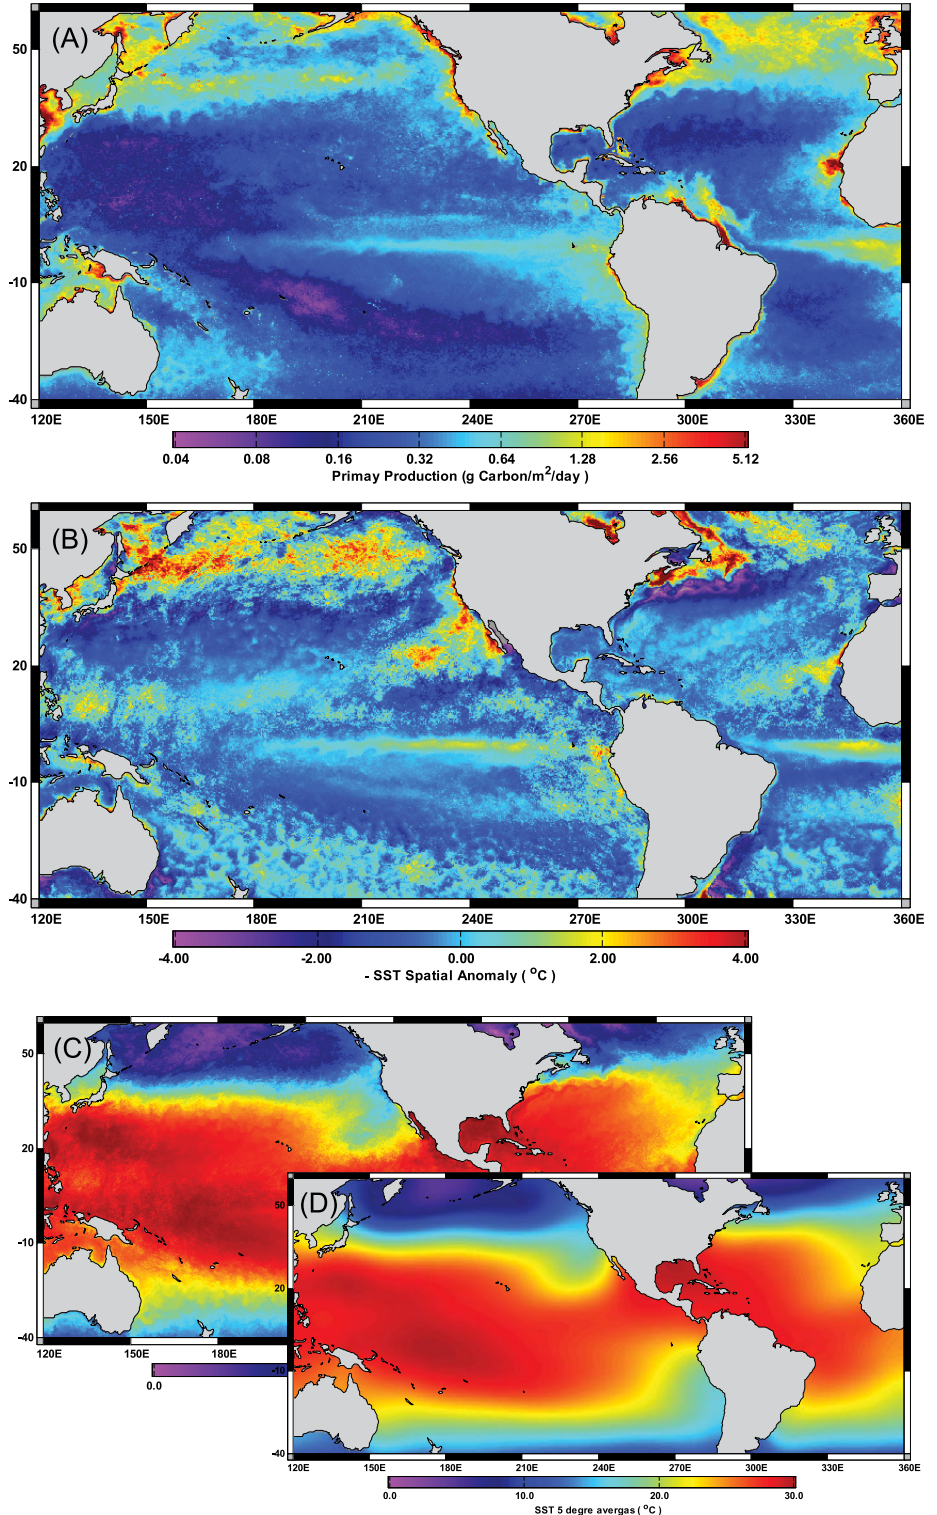 (A)
50
20
-10
-40
120E 150E 180E 210E 240E 270E 300E 330E 360E
0.04 0.08 0.16 0.32 0.64 1.28 2.56 5.12
Primay Production (g Carbon/m²/day )
(B)
50
20
-10
-40
120E 150E 180E 210E 240E 270E 300E 330E 360E
-4.00 -2.00 0.00 2.00 4.00
- SST Spatial Anomaly ( °C )
(C)
50
20
-10
-40
120E 150E 180E
0.0
(D)
50
20
-10
-40
120E 150E 180E 210E 240E 270E 300E 330E 360E
0.0 10.0 20.0 30.0
SST 5 degre avergas ( °C )